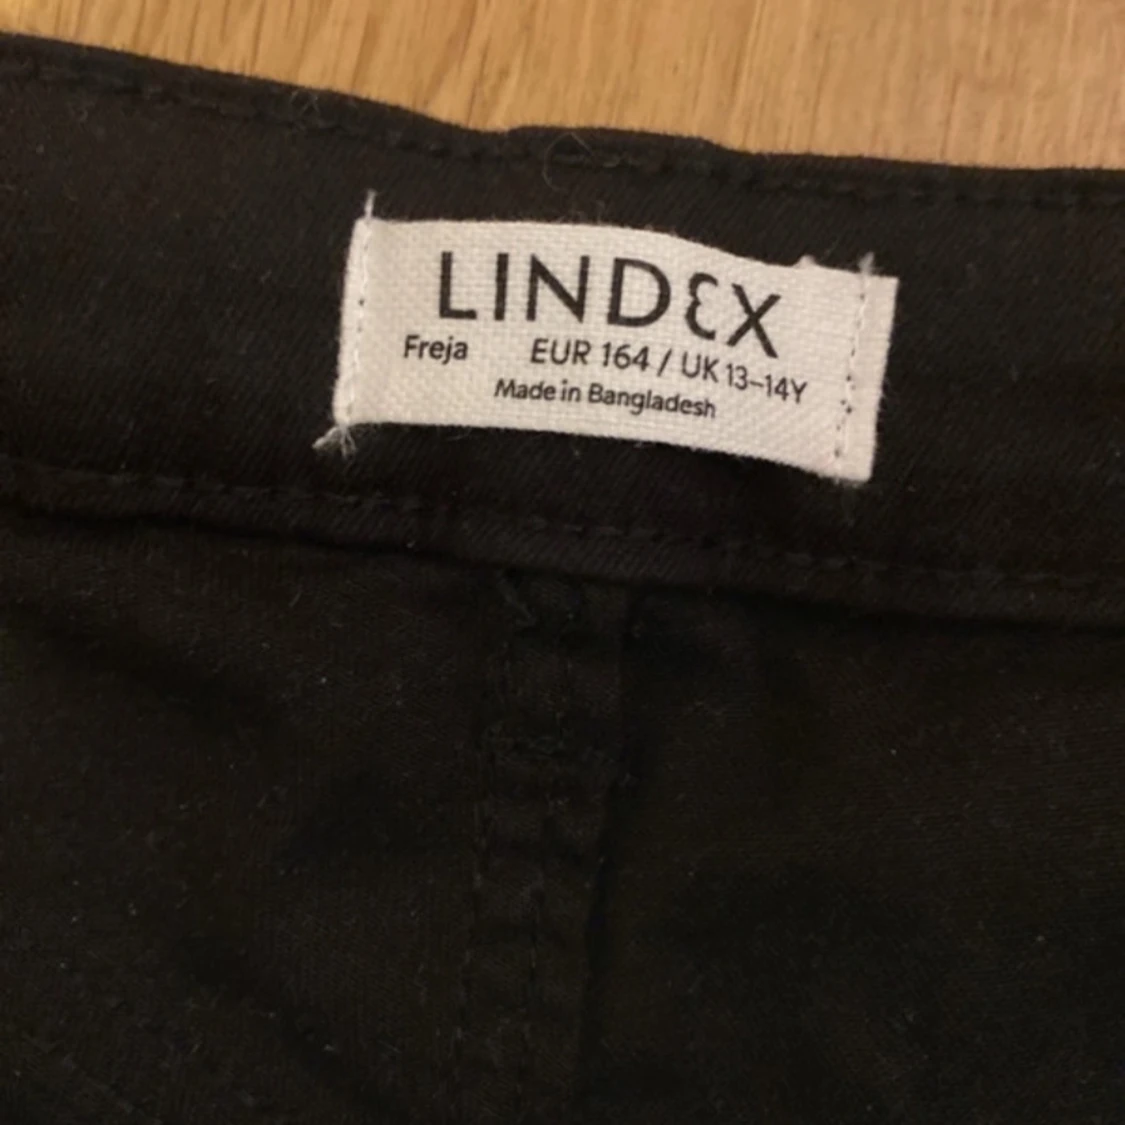 LINDEX
Freja EUR 164 / UK 13–14Y
Made in Bangladesh